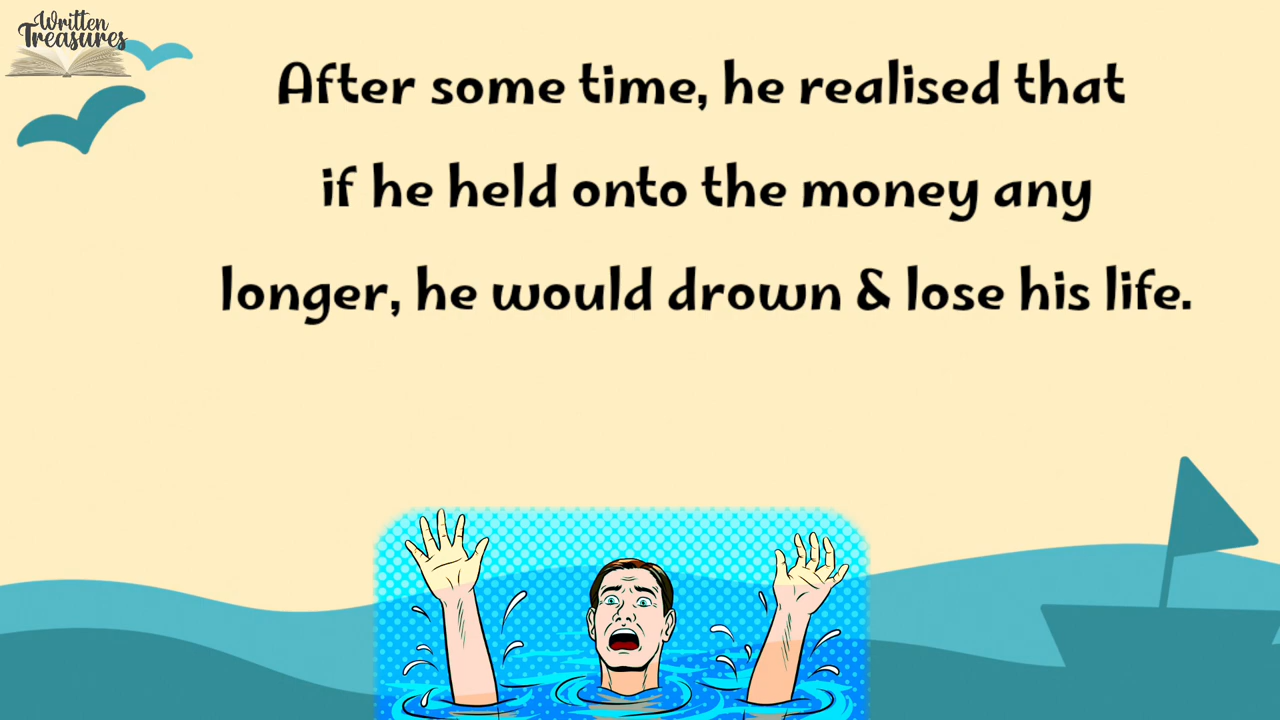 Written
Treasures
After some time, he realised that
if he held onto the money any
longer, he would drown & lose his life.